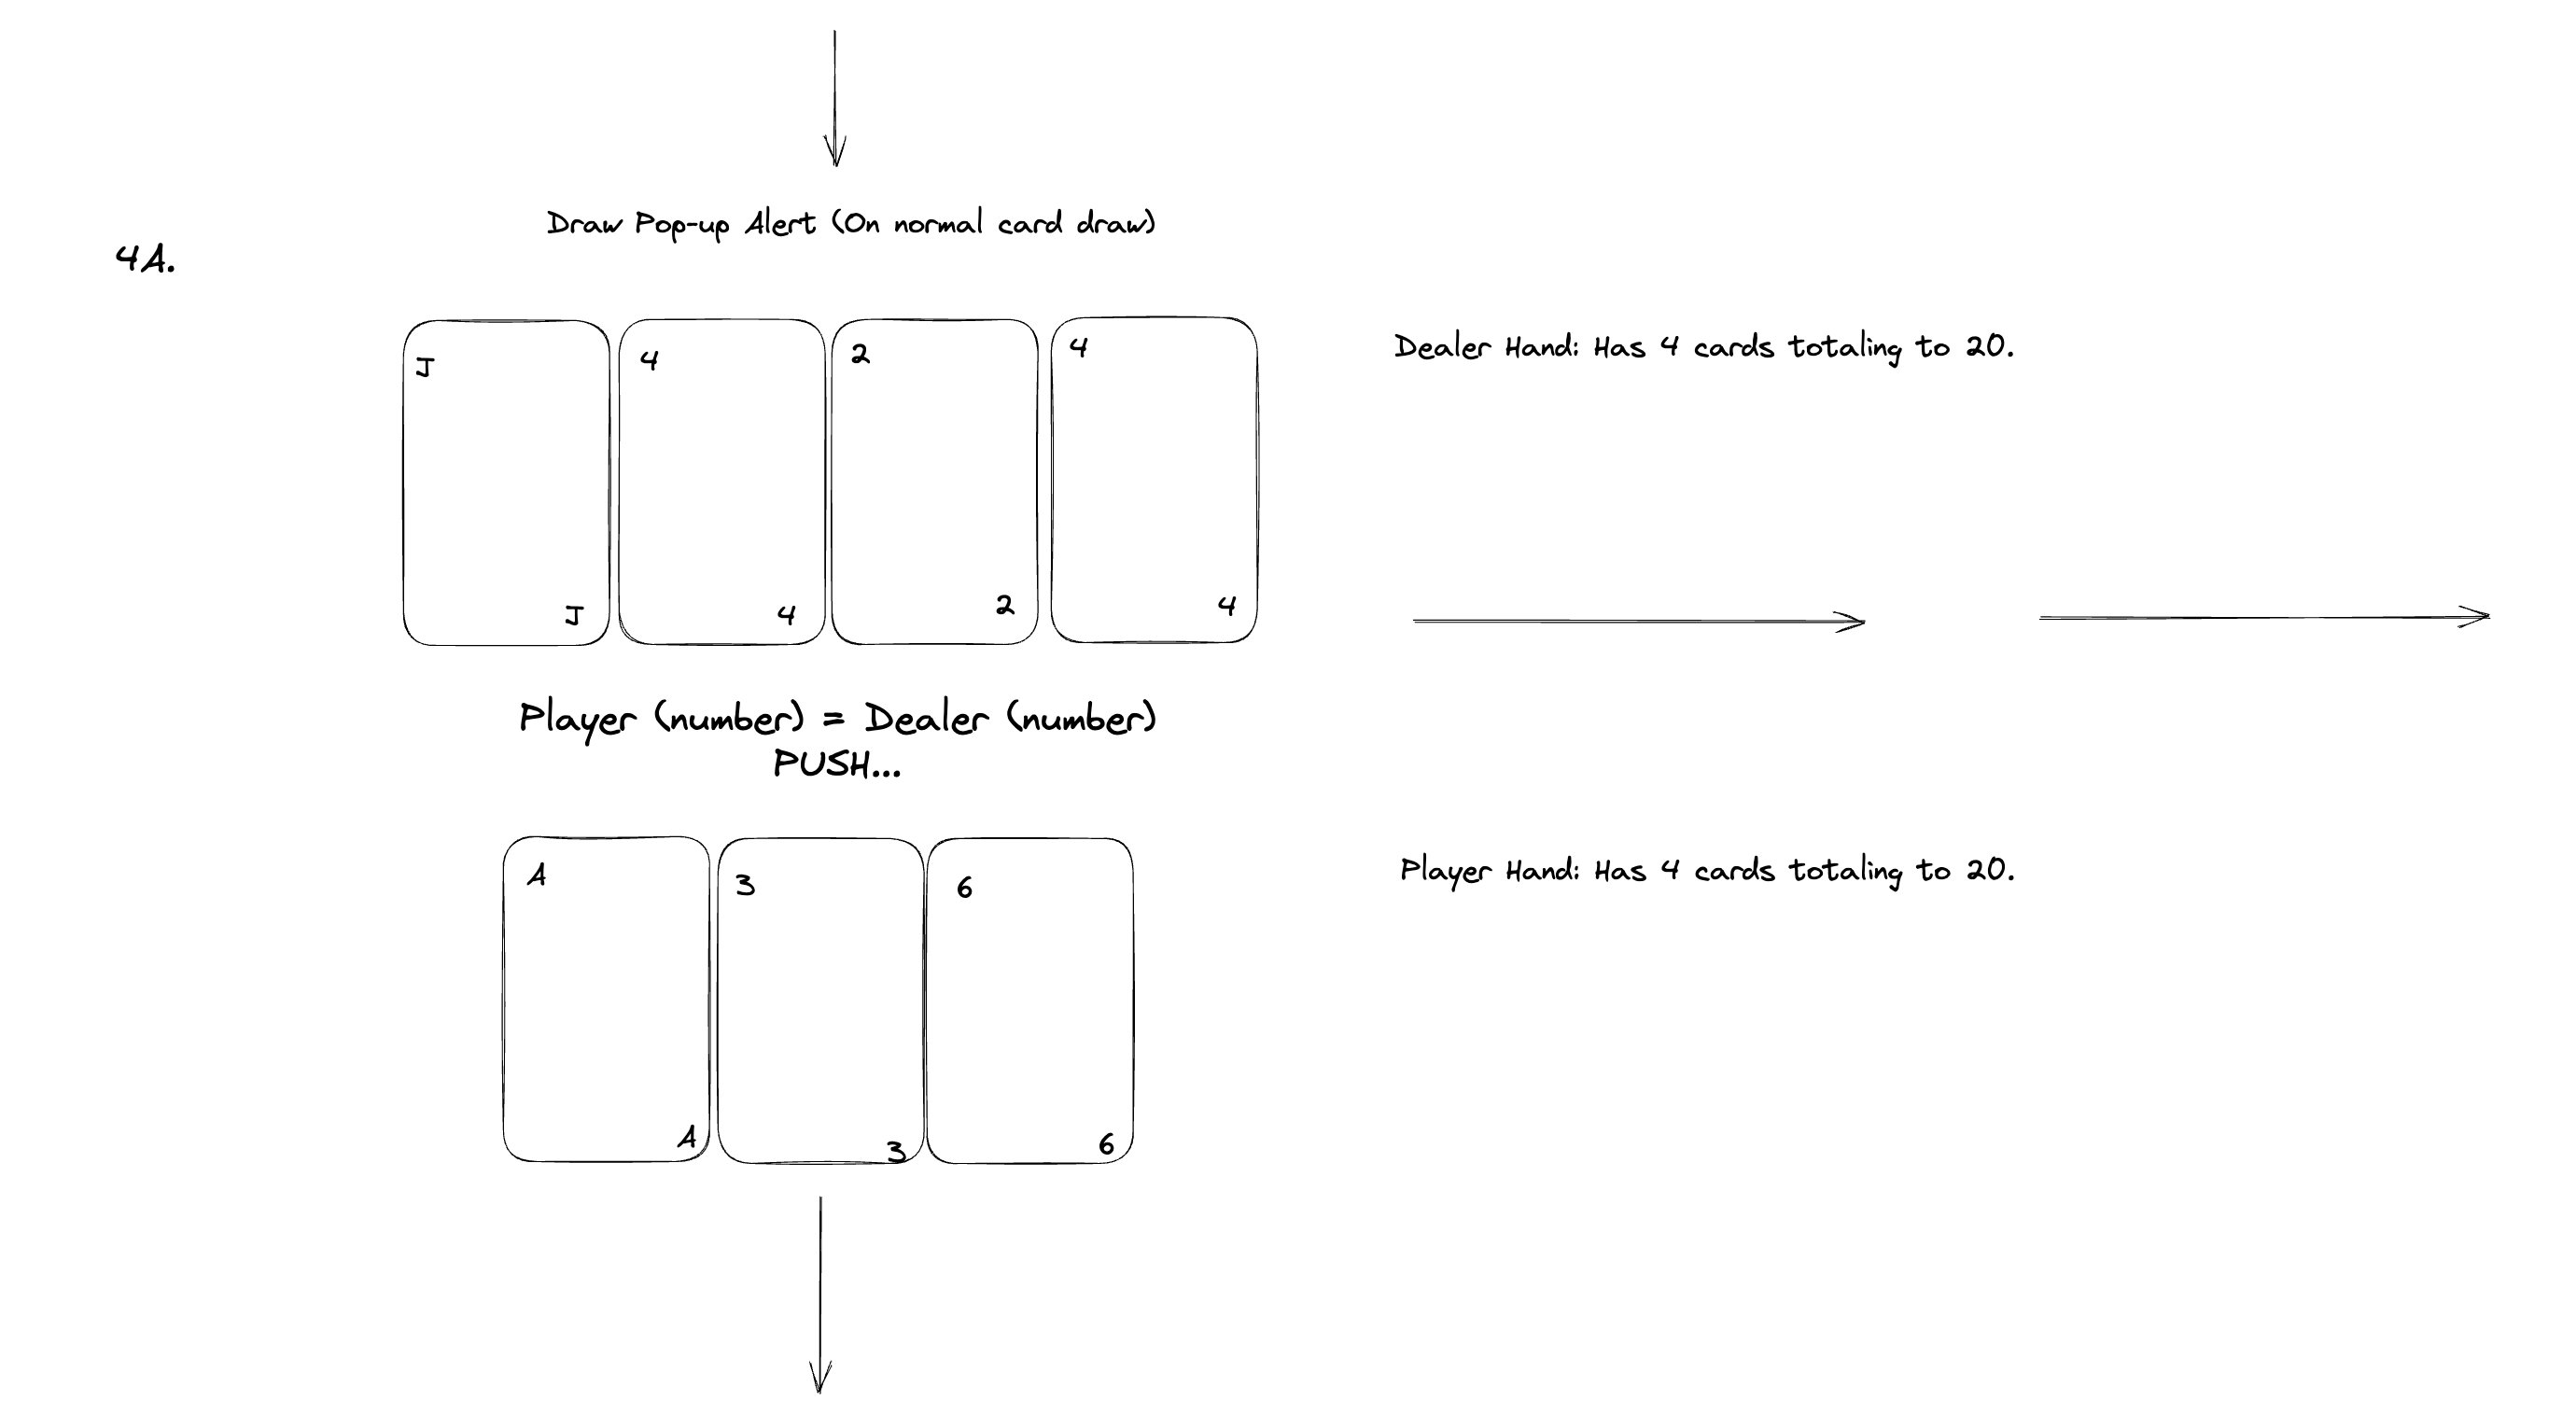 Draw Pop-up Alert (On normal card draw)
4A.
J 4 2 4
Dealer Hand: Has 4 cards totaling to 20.
J 4 2 4
Player (number) = Dealer (number)
PUSH...
A 3 6
Player Hand: Has 4 cards totaling to 20.
A 3 6